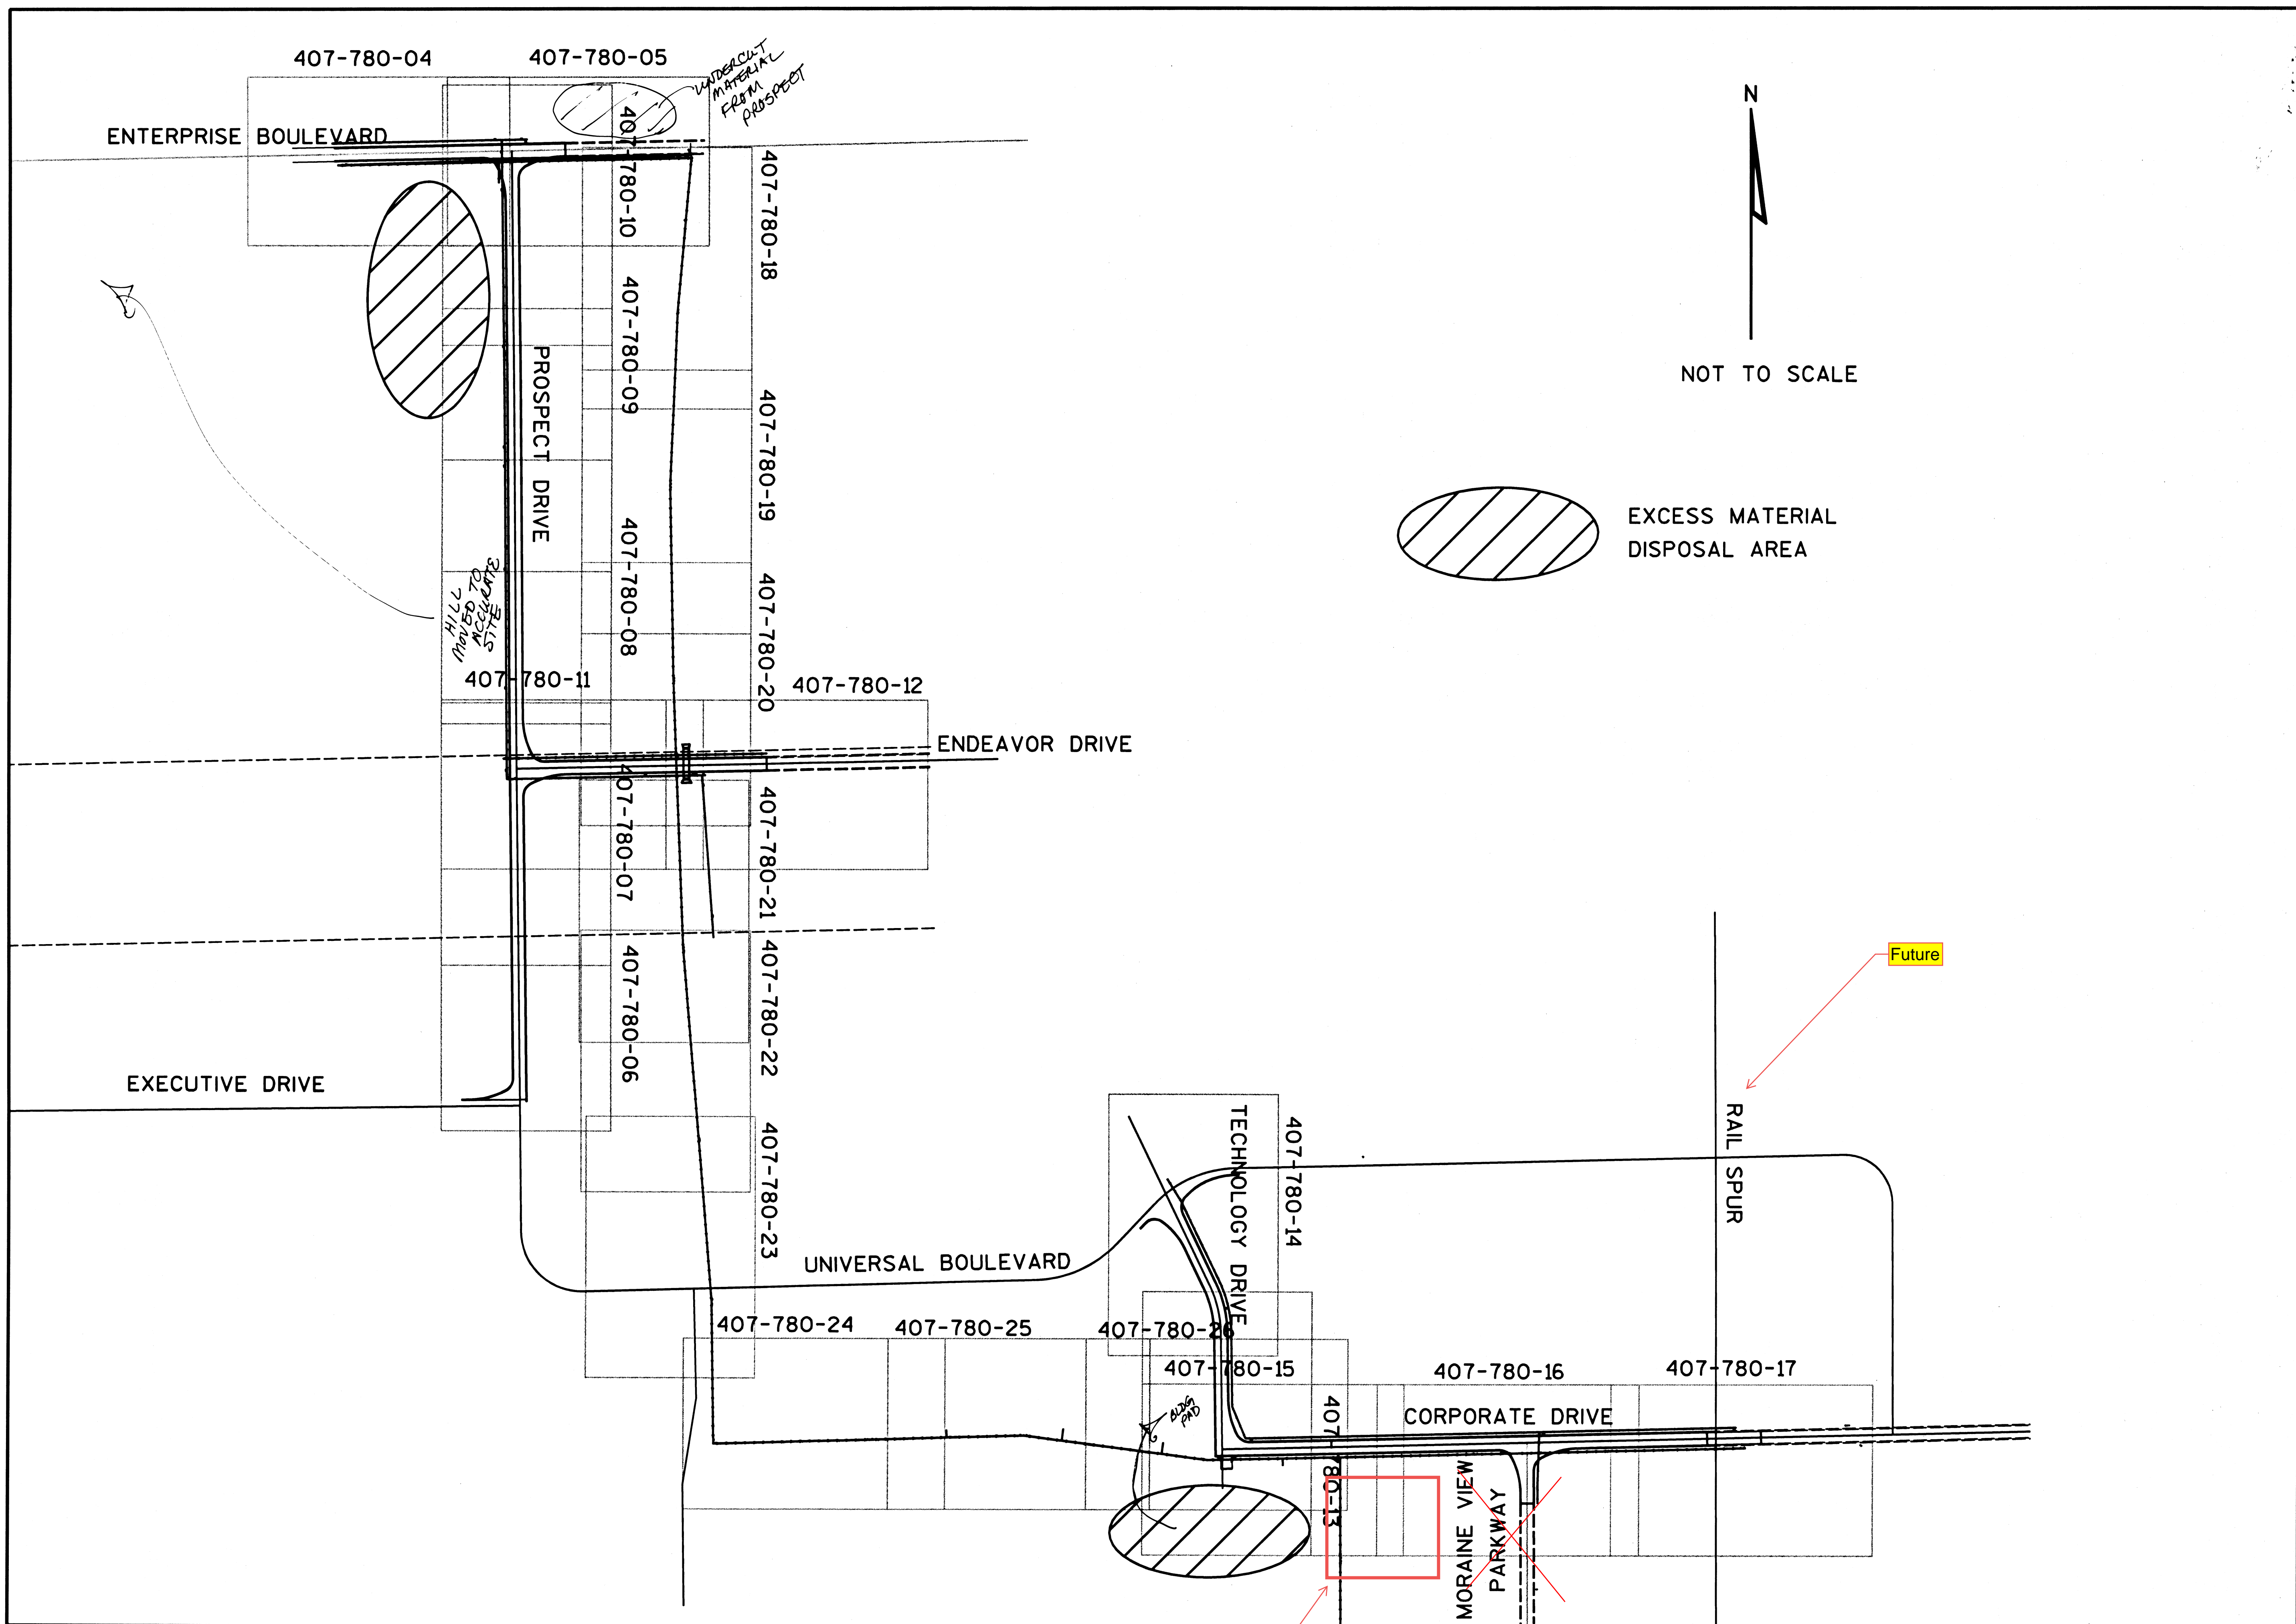 407-780-04
407-780-05
UNDERCUT
MATERIAL
FROM
PROSPECT
ENTERPRISE BOULEVARD
407-780-10
407-780-18
N
NOT TO SCALE
407-780-09
PROSPECT DRIVE
407-780-19
EXCESS MATERIAL
DISPOSAL AREA
407-780-08
407-780-20
HILL
MOVED TO
ACCURATE
SITE
407-780-11
407-780-12
ENDEAVOR DRIVE
407-780-07
407-780-21
407-780-06
407-780-22
Future
EXECUTIVE DRIVE
407-780-23
TECHNOLOGY DRIVE
407-780-14
RAIL SPUR
UNIVERSAL BOULEVARD
407-780-24
407-780-25
407-780-26
407-780-15
407-780-16
407-780-17
BLDG
PAD
407-780-13
CORPORATE DRIVE
MORAINE VIEW
PARKWAY